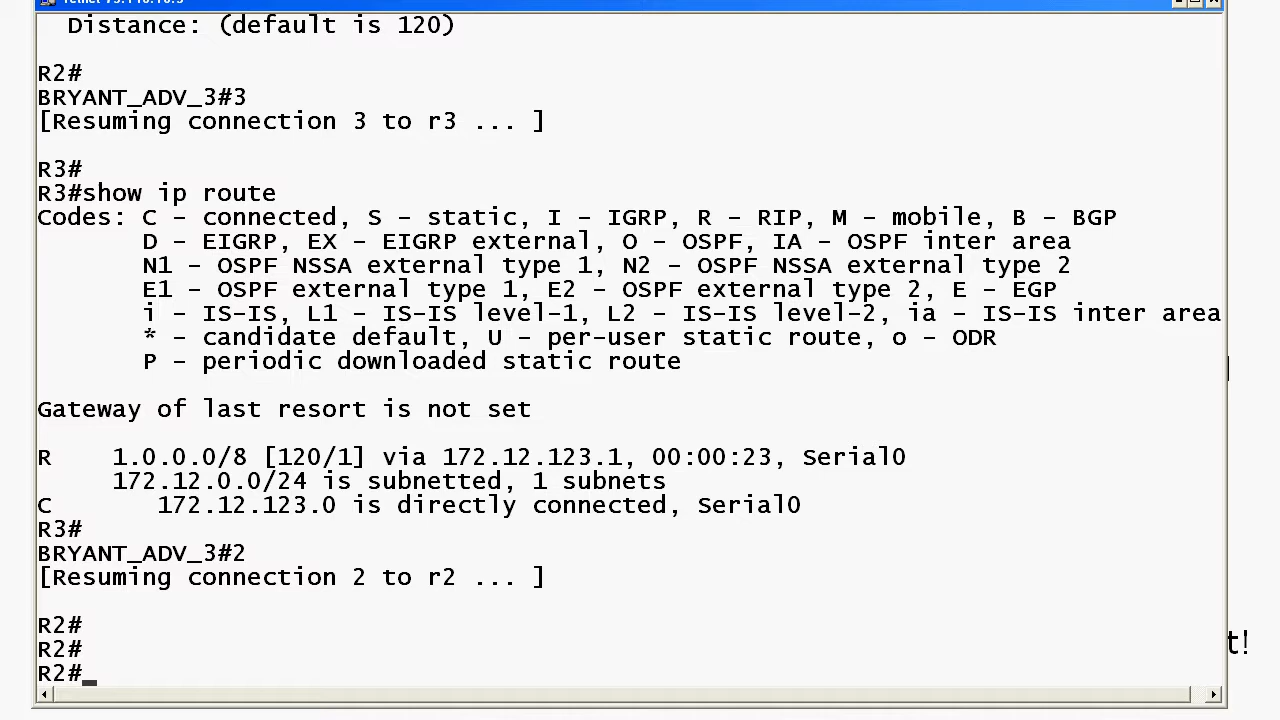 Distance: (default is 120)
R2#
BRYANT_ADV_3#3
[Resuming connection 3 to r3 ... ]
R3#
R3#show ip route
Codes: C - connected, S - static, I - IGRP, R - RIP, M - mobile, B - BGP
D - EIGRP, EX - EIGRP external, O - OSPF, IA - OSPF inter area
N1 - OSPF NSSA external type 1, N2 - OSPF NSSA external type 2
E1 - OSPF external type 1, E2 - OSPF external type 2, E - EGP
i - IS-IS, L1 - IS-IS level-1, L2 - IS-IS level-2, ia - IS-IS inter area
* - candidate default, U - per-user static route, o - ODR
P - periodic downloaded static route
Gateway of last resort is not set
R 1.0.0.0/8 [120/1] via 172.12.123.1, 00:00:23, Serial0
172.12.0.0/24 is subnetted, 1 subnets
C 172.12.123.0 is directly connected, Serial0
R3#
BRYANT_ADV_3#2
[Resuming connection 2 to r2 ... ]
R2#
R2#
t!
R2#